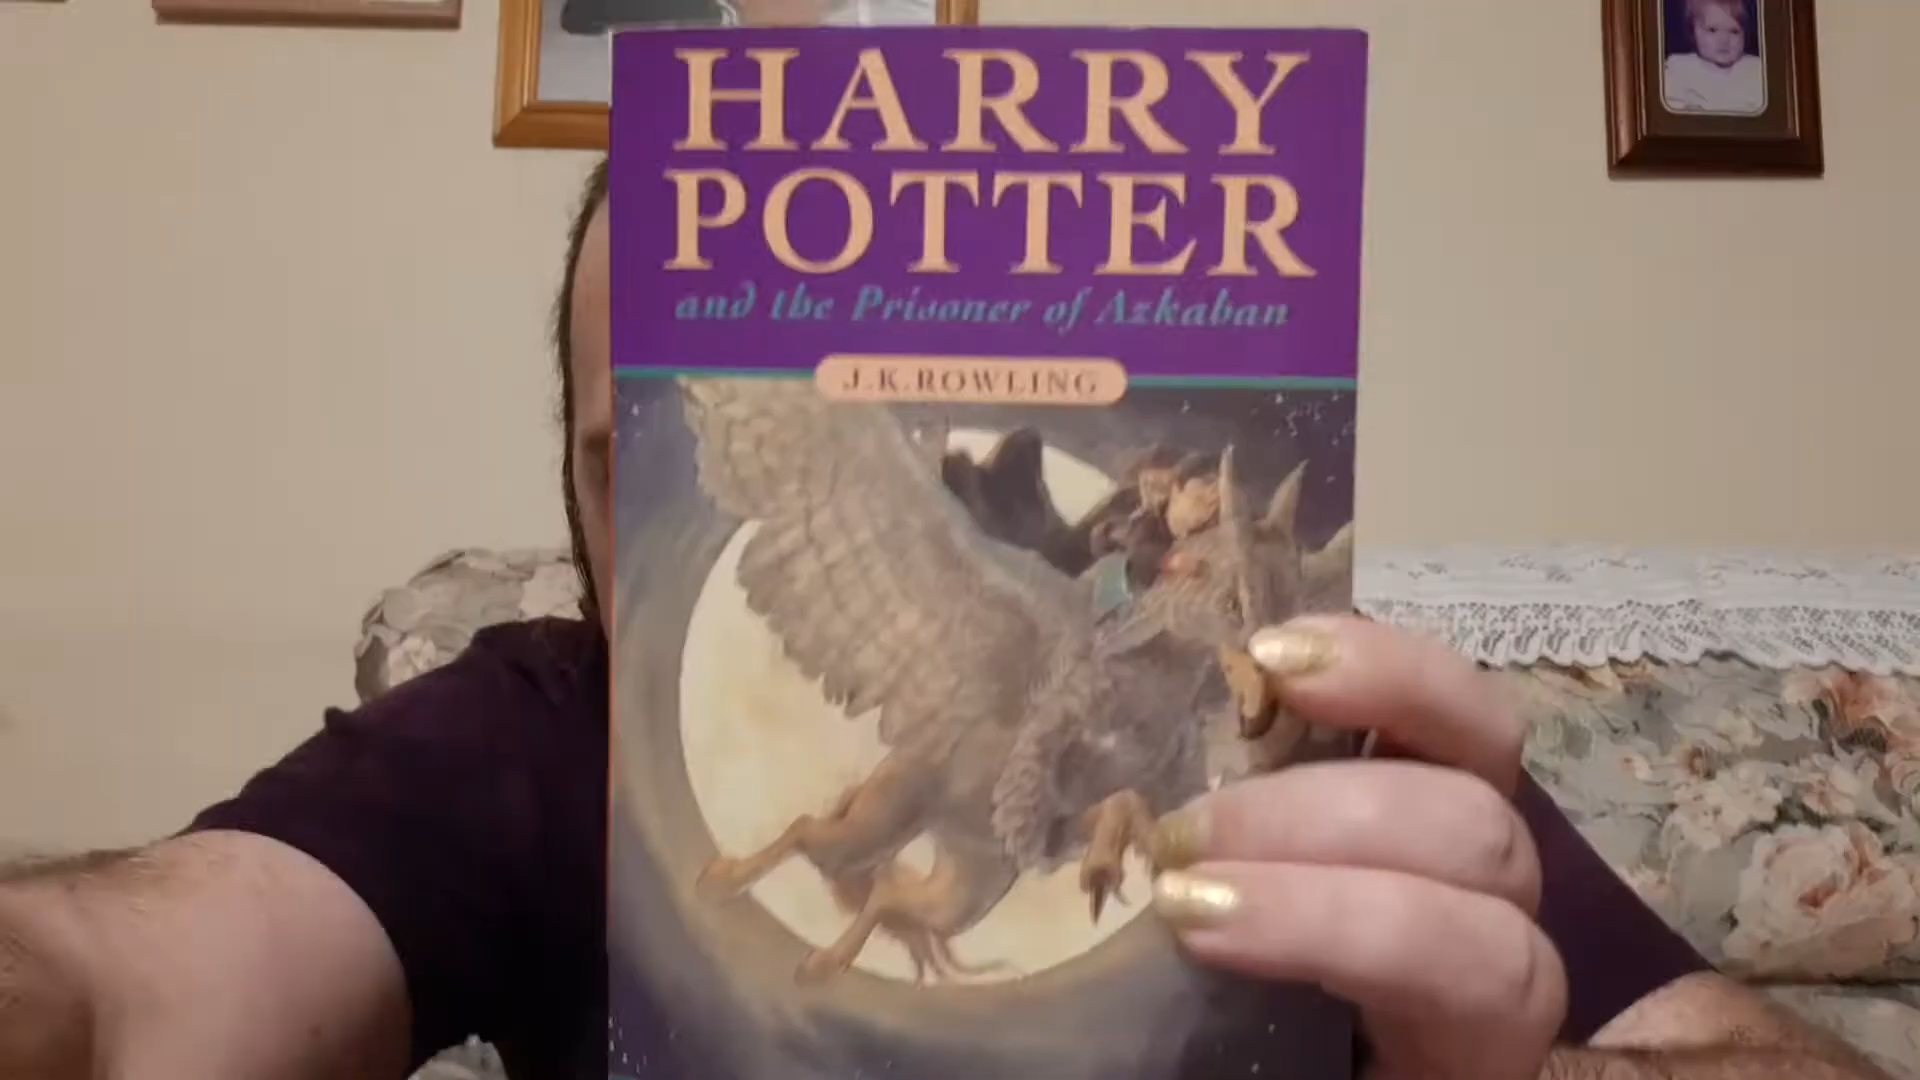 HARRY
POTTER
and the Prisoner of Azkaban
J.K.ROWLING